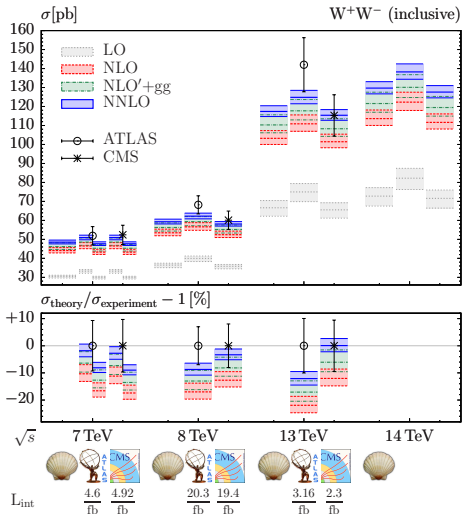 σ[pb] W⁺W⁻ (inclusive)
160
150
140
130
120
110
100
90
80
70
60
50
40
30
LO
NLO
NLO′+gg
NNLO
ATLAS
CMS
σtheory/σexperiment − 1 [%]
+10
0
−10
−20
√s 7 TeV 8 TeV 13 TeV 14 TeV
ATLAS CMS ATLAS CMS ATLAS CMS
Lint 4.6/fb 4.92/fb 20.3/fb 19.4/fb 3.16/fb 2.3/fb